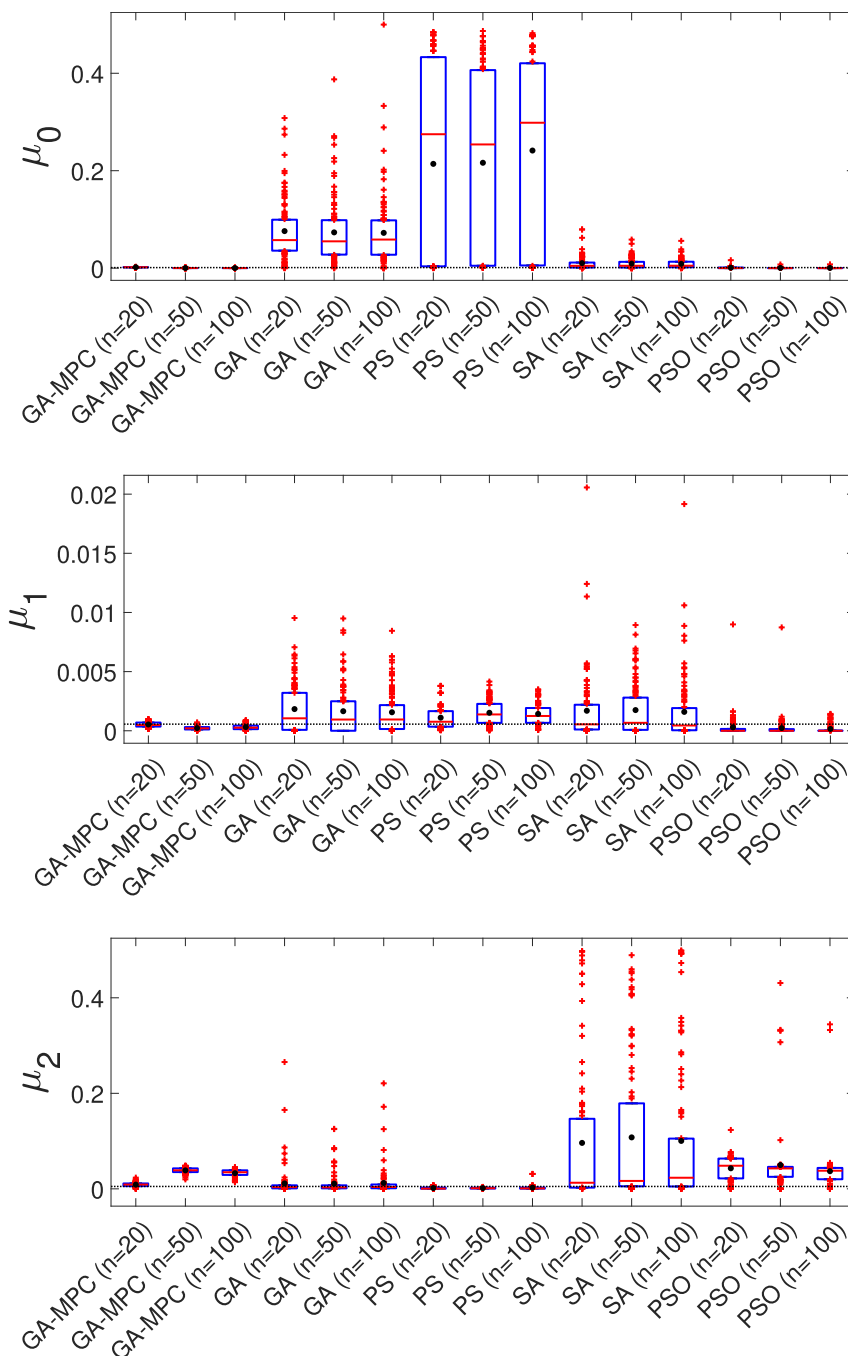 0.4
0.2
0
μ0
GA-MPC (n=20)
GA-MPC (n=50)
GA-MPC (n=100)
GA (n=20)
GA (n=50)
GA (n=100)
PS (n=20)
PS (n=50)
PS (n=100)
SA (n=20)
SA (n=50)
SA (n=100)
PSO (n=20)
PSO (n=50)
PSO (n=100)
0.02
0.015
0.01
0.005
0
μ1
GA-MPC (n=20)
GA-MPC (n=50)
GA-MPC (n=100)
GA (n=20)
GA (n=50)
GA (n=100)
PS (n=20)
PS (n=50)
PS (n=100)
SA (n=20)
SA (n=50)
SA (n=100)
PSO (n=20)
PSO (n=50)
PSO (n=100)
0.4
0.2
0
μ2
GA-MPC (n=20)
GA-MPC (n=50)
GA-MPC (n=100)
GA (n=20)
GA (n=50)
GA (n=100)
PS (n=20)
PS (n=50)
PS (n=100)
SA (n=20)
SA (n=50)
SA (n=100)
PSO (n=20)
PSO (n=50)
PSO (n=100)